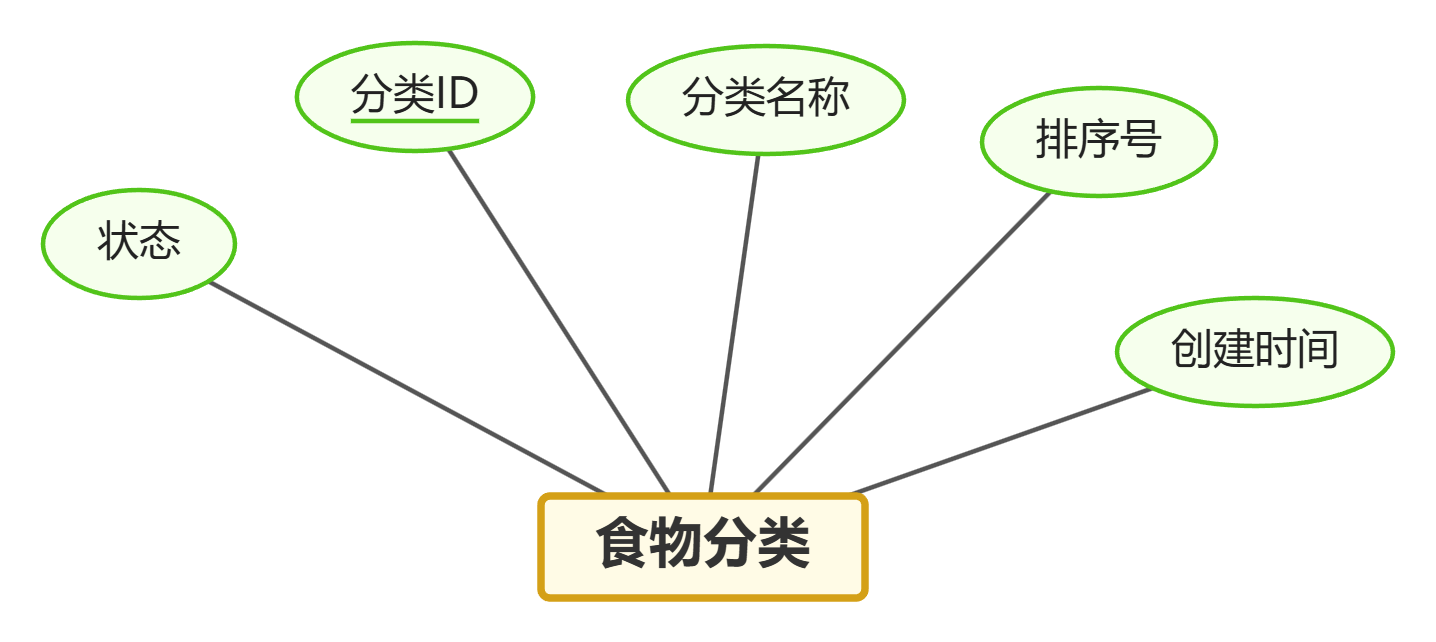 分类ID
分类名称
排序号
状态
创建时间
食物分类